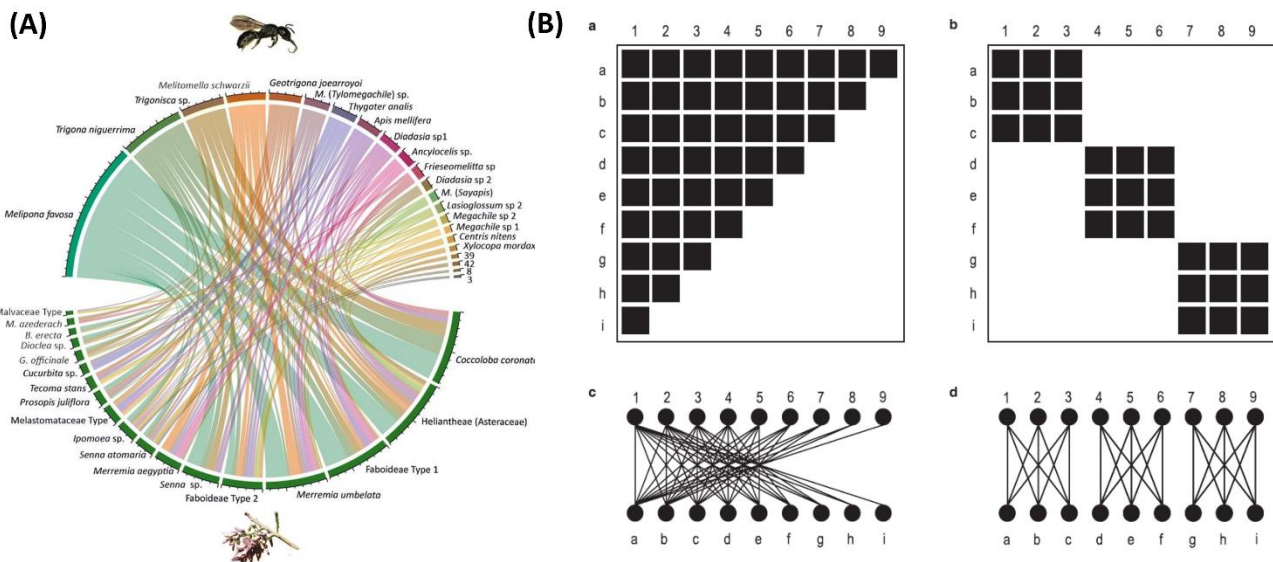 (A)
Melitomella schwarzii
Geotrigona joearroyoi
Trigonisca sp.
M. (Tylomegachile) sp.
Thygater analis
Trigona niguerrima
Apis mellifera
Diadasia sp1
Ancylocelis sp.
Frieseomelitta sp
Diadasia sp 2
M. (Sayapis)
Melipona favosa
Lasioglossum sp 2
Megachile sp 2
Megachile sp 1
Centris nitens
Xylocopa mordax
39
42
8
3
Malvaceae Type
M. azederach
B. erecta
Dioclea sp.
G. officinale
Cucurbita sp.
Tecoma stans
Prosopis juliflora
Melastomataceae Type
Ipomoea sp.
Senna atomaria
Merremia aegyptia
Senna sp.
Faboideae Type 2
Merremia umbelata
Faboideae Type 1
Heliantheae (Asteraceae)
Coccoloba coronat
(B)
a
1 2 3 4 5 6 7 8 9
a
b
c
d
e
f
g
h
i
b
1 2 3 4 5 6 7 8 9
a
b
c
d
e
f
g
h
i
c
1 2 3 4 5 6 7 8 9
a b c d e f g h i
d
1 2 3 4 5 6 7 8 9
a b c d e f g h i